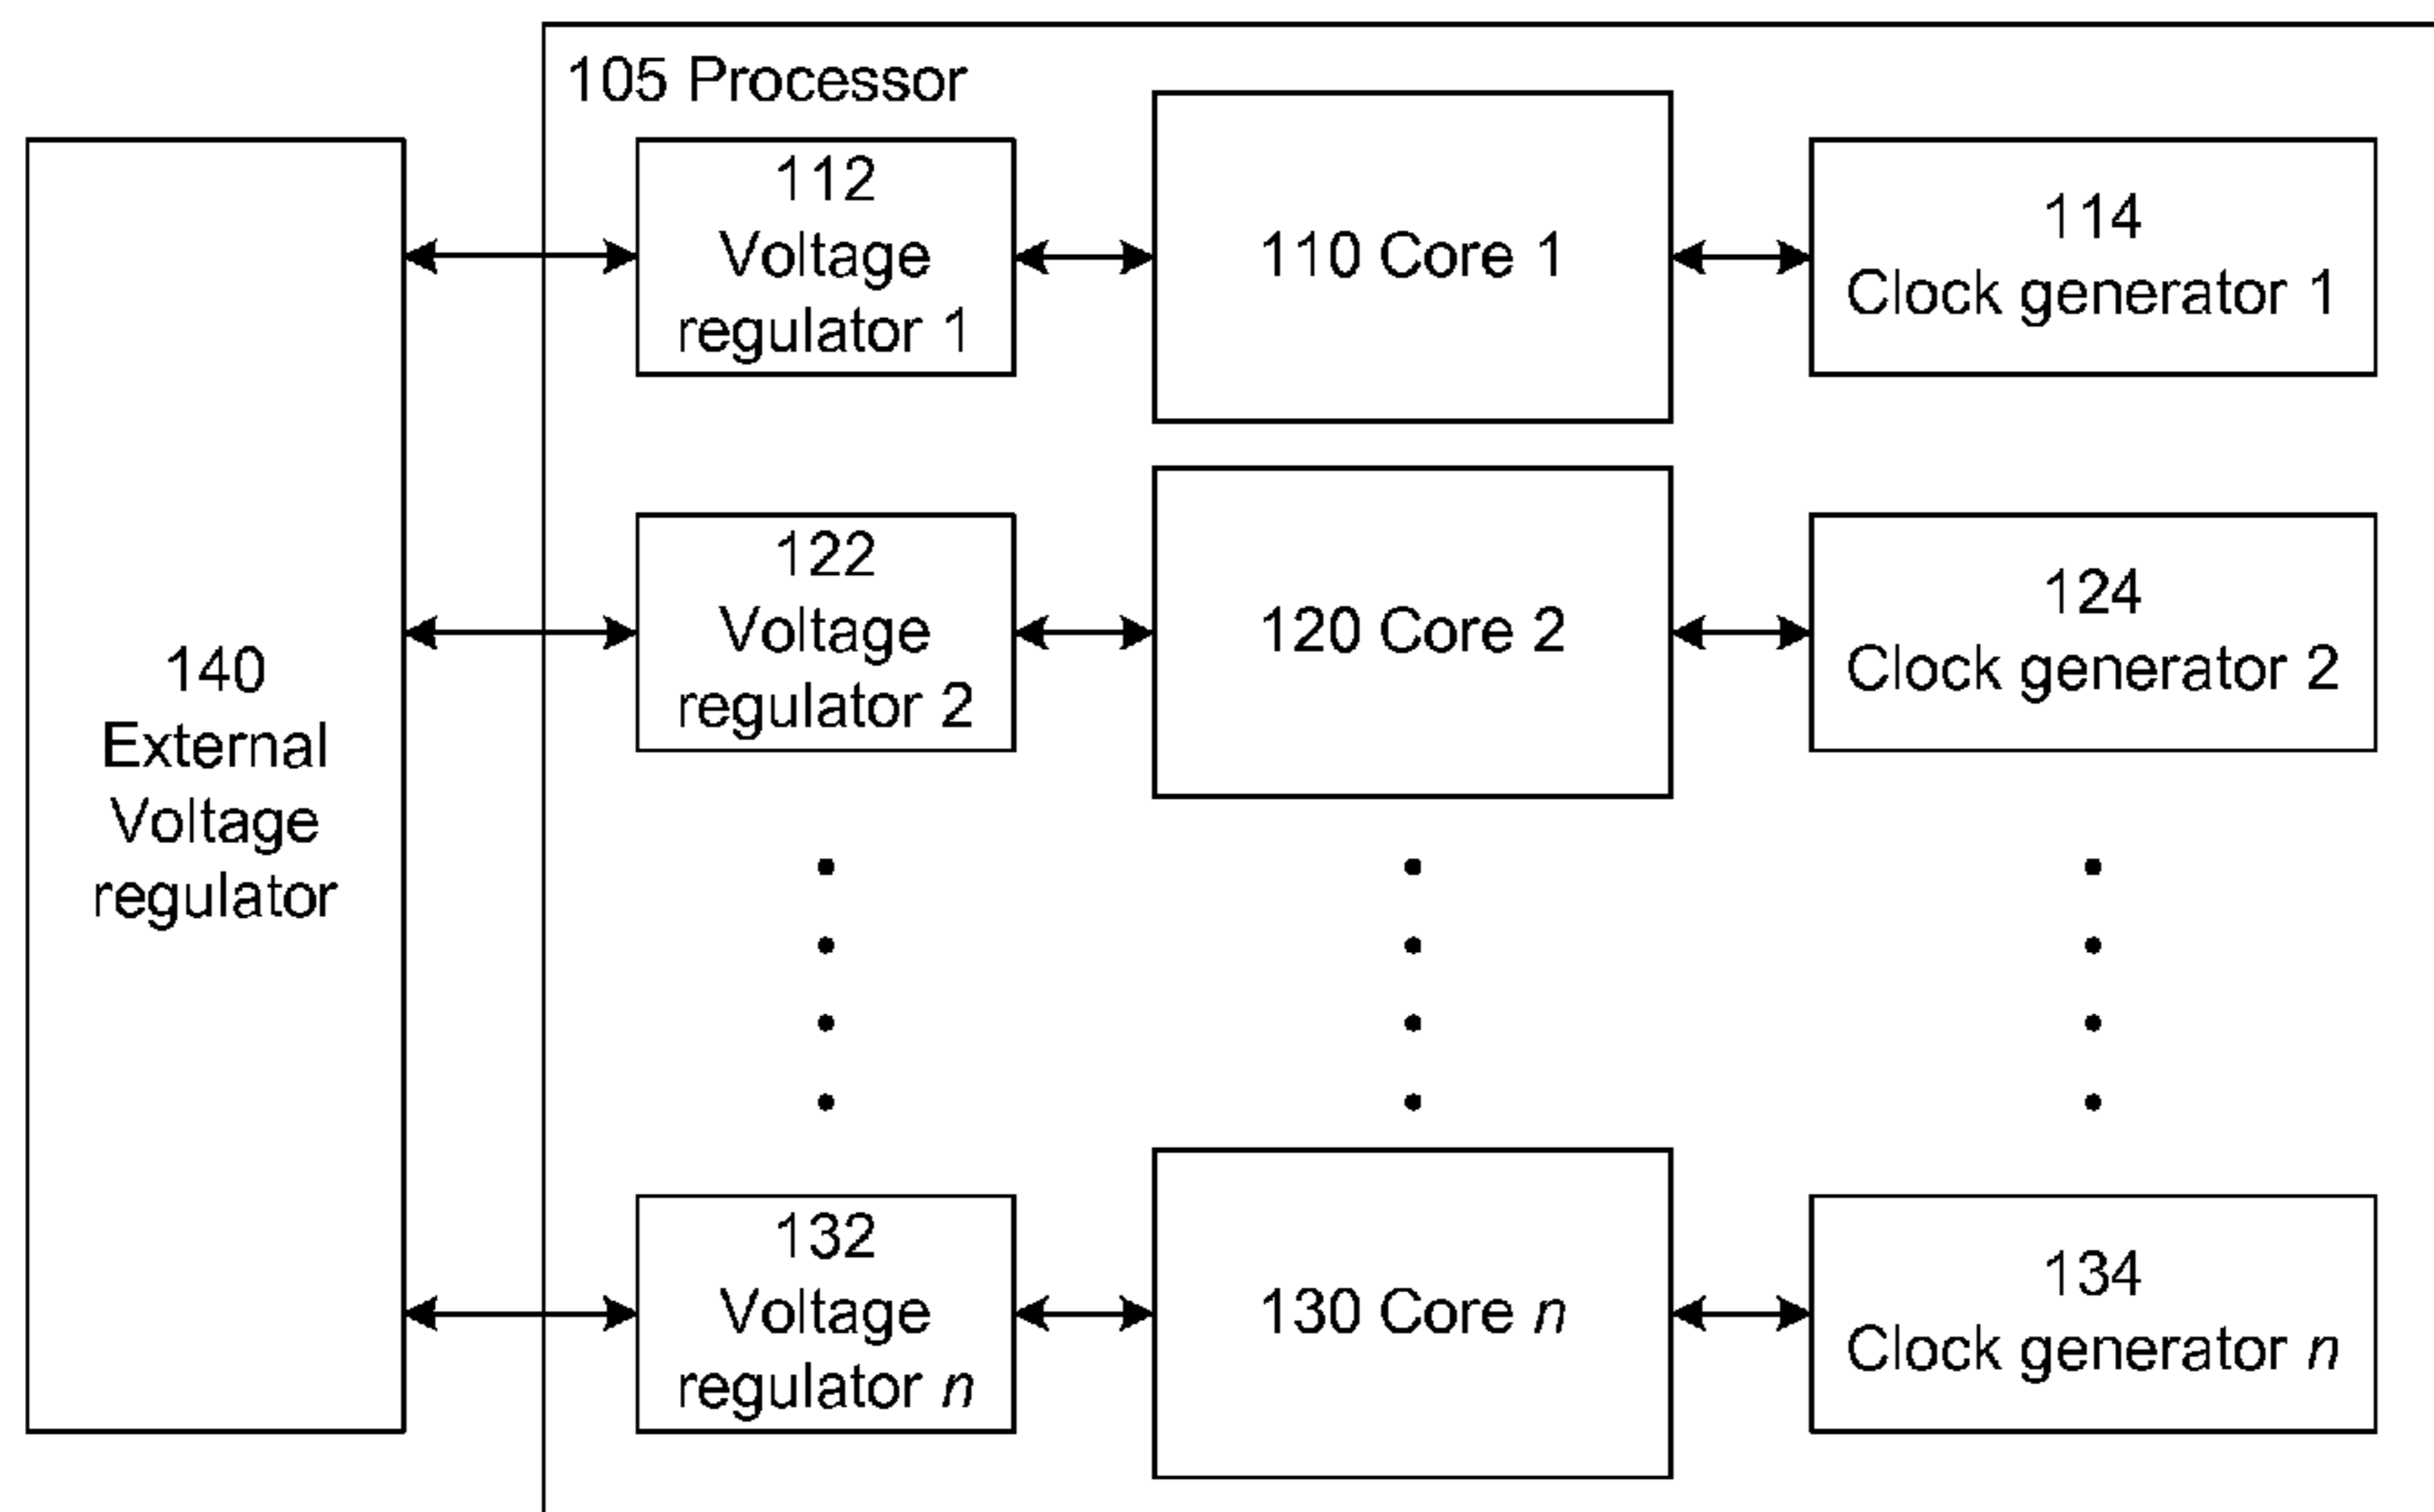 105 Processor
140
External
Voltage
regulator
112
Voltage
regulator 1
110 Core 1
114
Clock generator 1
122
Voltage
regulator 2
120 Core 2
124
Clock generator 2
132
Voltage
regulator n
130 Core n
134
Clock generator n